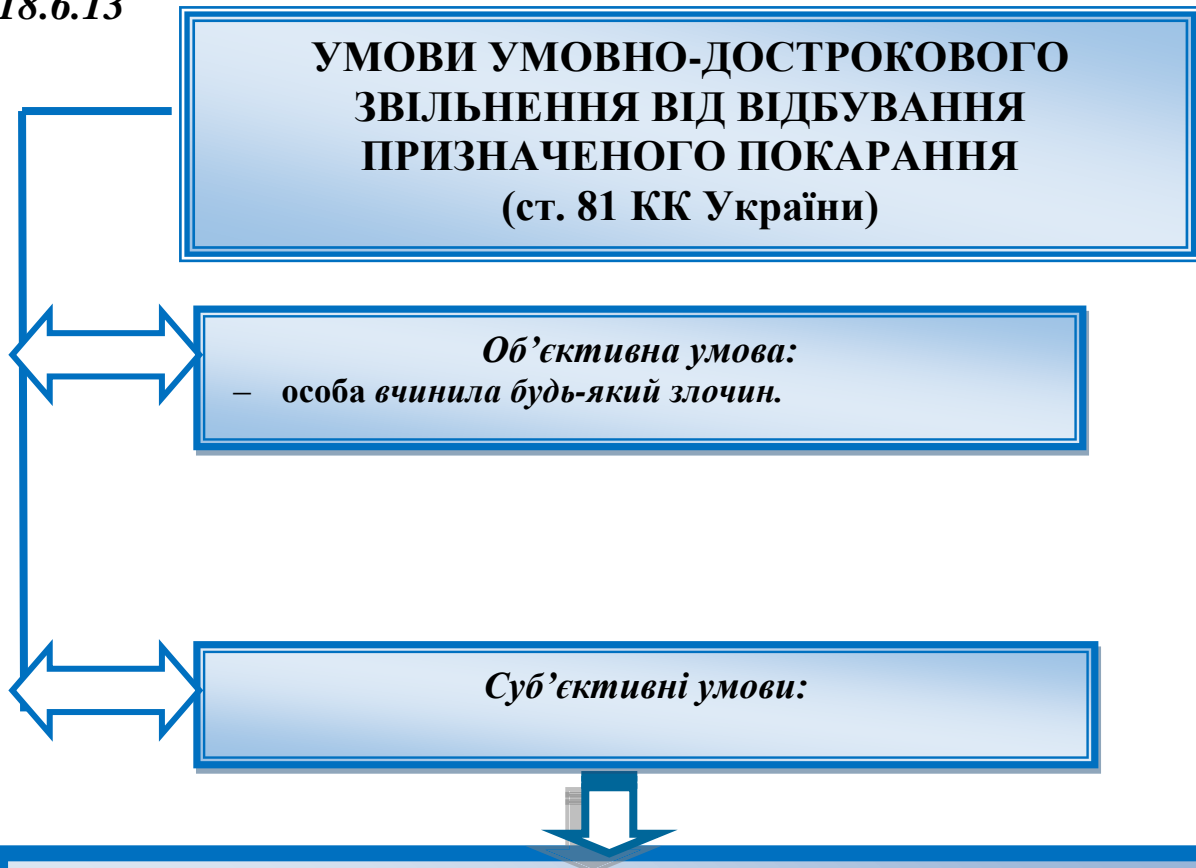 18.6.13
УМОВИ УМОВНО-ДОСТРОКОВОГО
ЗВІЛЬНЕННЯ ВІД ВІДБУВАННЯ
ПРИЗНАЧЕНОГО ПОКАРАННЯ
(ст. 81 КК України)
Об’єктивна умова:
– особа вчинила будь-який злочин.
Суб’єктивні умови: